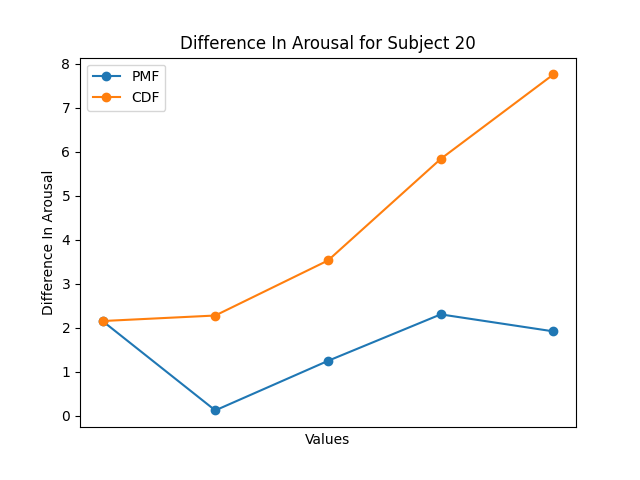 Difference In Arousal for Subject 20
PMF
CDF
8
7
6
5
4
3
2
1
0
Difference In Arousal
Values